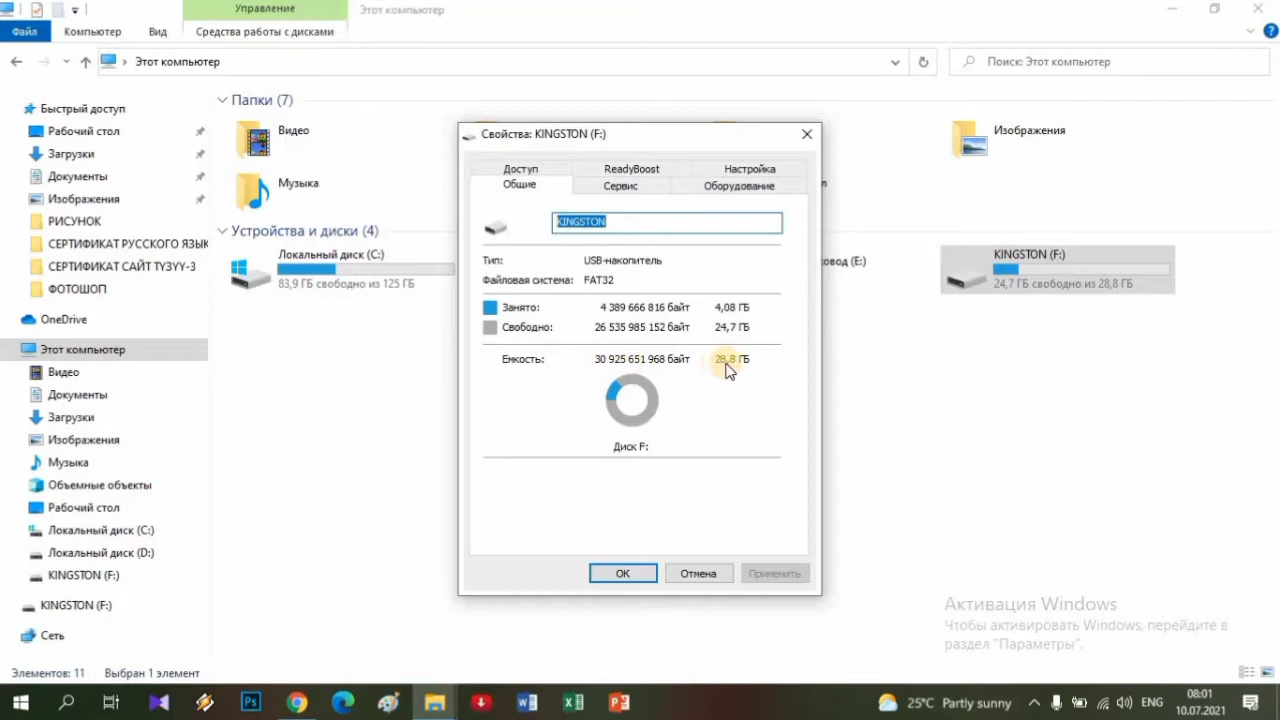 Управление
Этот компьютер
Файл
Компьютер
Вид
Средства работы с дисками
Этот компьютер
Поиск: Этот компьютер
Быстрый доступ
Рабочий стол
Загрузки
Документы
Изображения
РИСУНОК
СЕРТИФИКАТ РУССКОГО ЯЗЫК
СЕРТИФИКАТ САЙТ ТУЗУУ-3
ФОТОШОП
OneDrive
Этот компьютер
Видео
Документы
Загрузки
Изображения
Музыка
Объемные объекты
Рабочий стол
Локальный диск (C:)
Локальный диск (D:)
KINGSTON (F:)
KINGSTON (F:)
Сеть
Папки (7)
Видео
Изображения
Музыка
Устройства и диски (4)
Локальный диск (C:)
83,9 ГБ свободно из 125 ГБ
(E:)
KINGSTON (F:)
24,7 ГБ свободно из 28,8 ГБ
Свойства: KINGSTON (F:)
Доступ
ReadyBoost
Настройка
Общие
Сервис
Оборудование
KINGSTON
Тип: USB-накопитель
Файловая система: FAT32
Занято: 4 389 666 816 байт 4,08 ГБ
Свободно: 26 535 985 152 байт 24,7 ГБ
Емкость: 30 925 651 968 байт 28,8 ГБ
Диск F:
OK
Отмена
Применить
Активация Windows
Чтобы активировать Windows, перейдите в
раздел "Параметры".
Элементов: 11
Выбран 1 элемент
25°C Partly sunny
ENG
08:01
10.07.2021